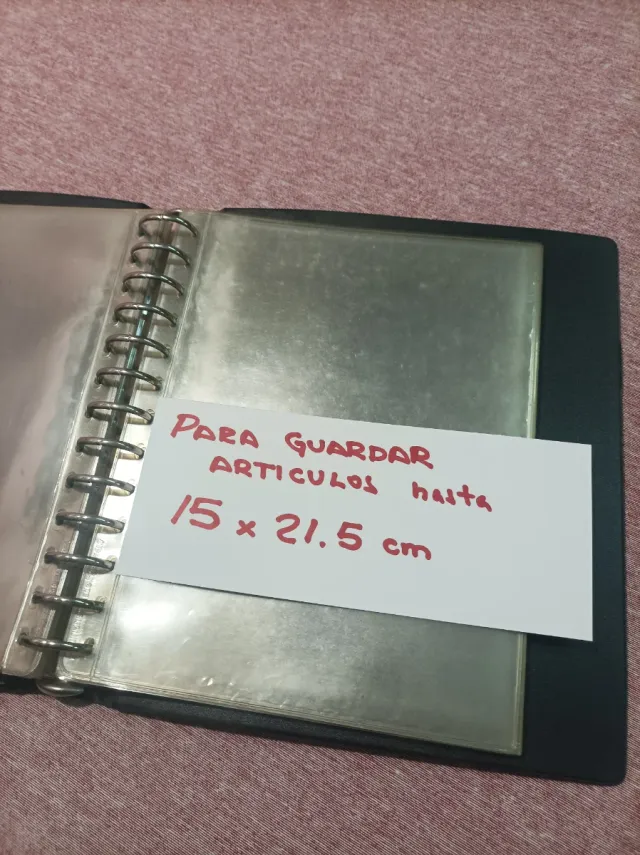 PARA GUARDAR
ARTICULOS hasta
15 x 21.5 cm